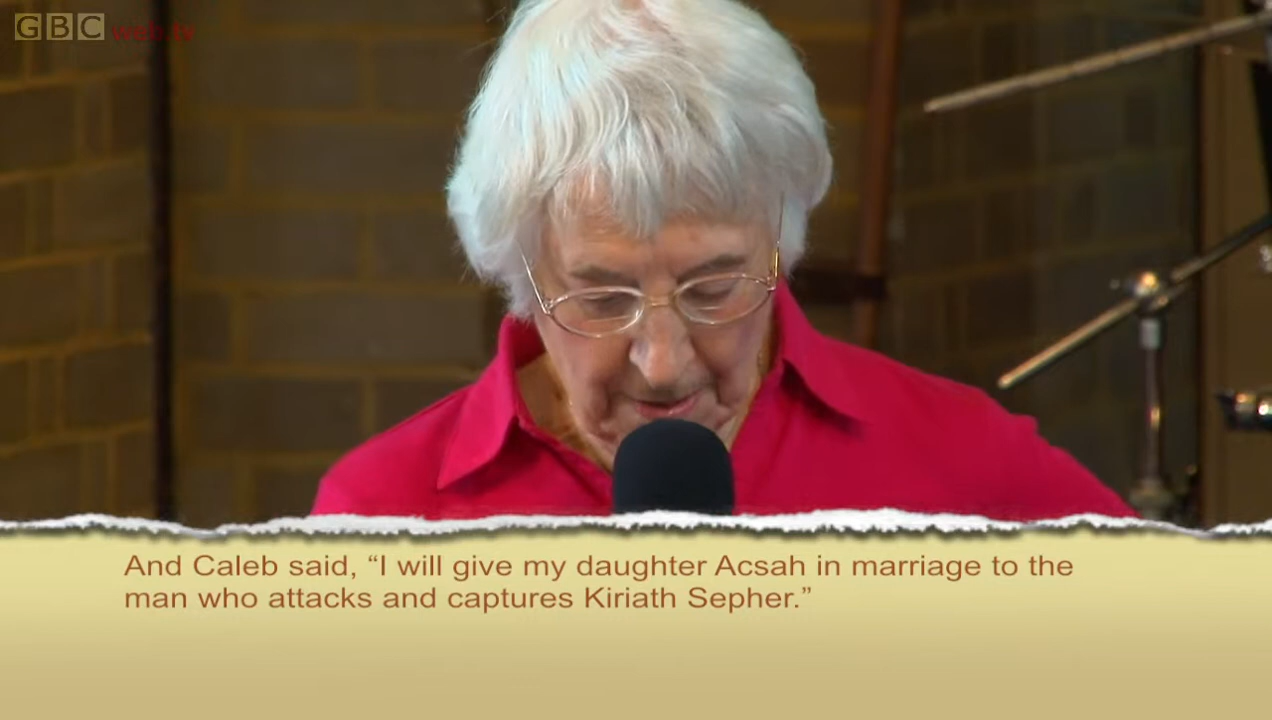 GBC web.tv
And Caleb said, “I will give my daughter Acsah in marriage to the
man who attacks and captures Kiriath Sepher.”